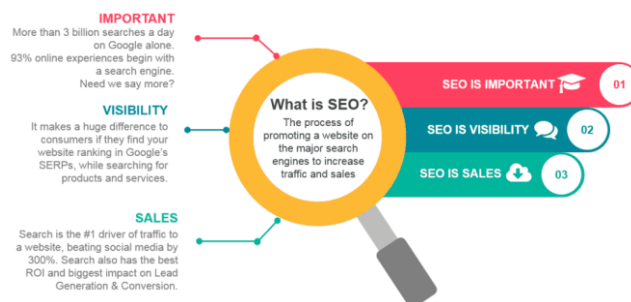 IMPORTANT
More than 3 billion searches a day
on Google alone.
93% online experiences begin with
a search engine.
Need we say more?
VISIBILITY
It makes a huge difference to
consumers if they find your
website ranking in Google's
SERPs, while searching for
products and services.
SALES
Search is the #1 driver of traffic to
a website, beating social media by
300%. Search also has the best
ROI and biggest impact on Lead
Generation & Conversion.
What is SEO?
The process of
promoting a website on
the major search
engines to increase
traffic and sales
SEO IS IMPORTANT 01
SEO IS VISIBILITY 02
SEO IS SALES 03